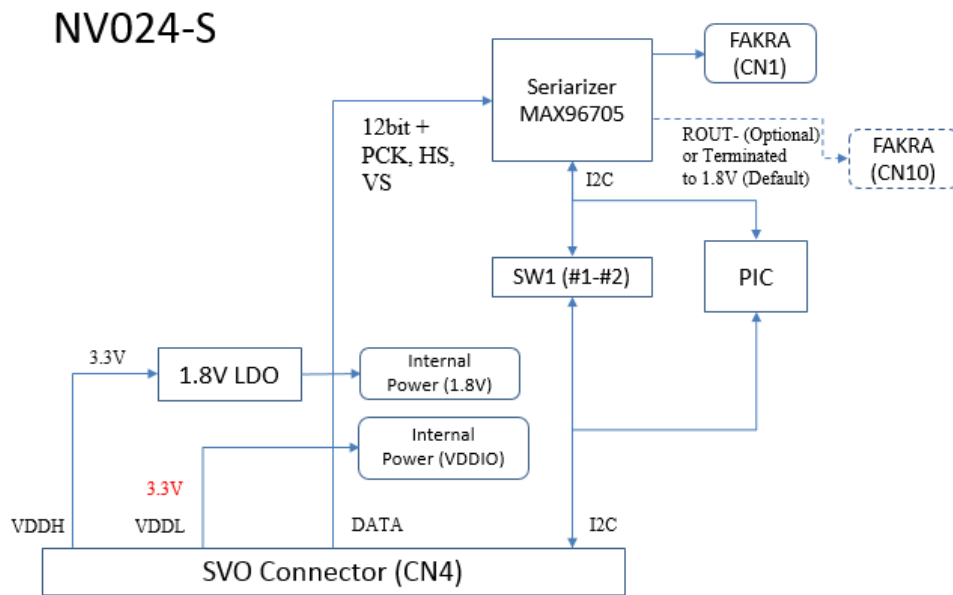 NV024-S
Seriarizer
MAX96705
FAKRA
(CN1)
12bit +
PCK, HS,
VS
ROUT- (Optional)
or Terminated
to 1.8V (Default)
FAKRA
(CN10)
I2C
SW1 (#1-#2)
PIC
3.3V
1.8V LDO
Internal
Power (1.8V)
Internal
Power (VDDIO)
3.3V
VDDH
VDDL
DATA
I2C
SVO Connector (CN4)